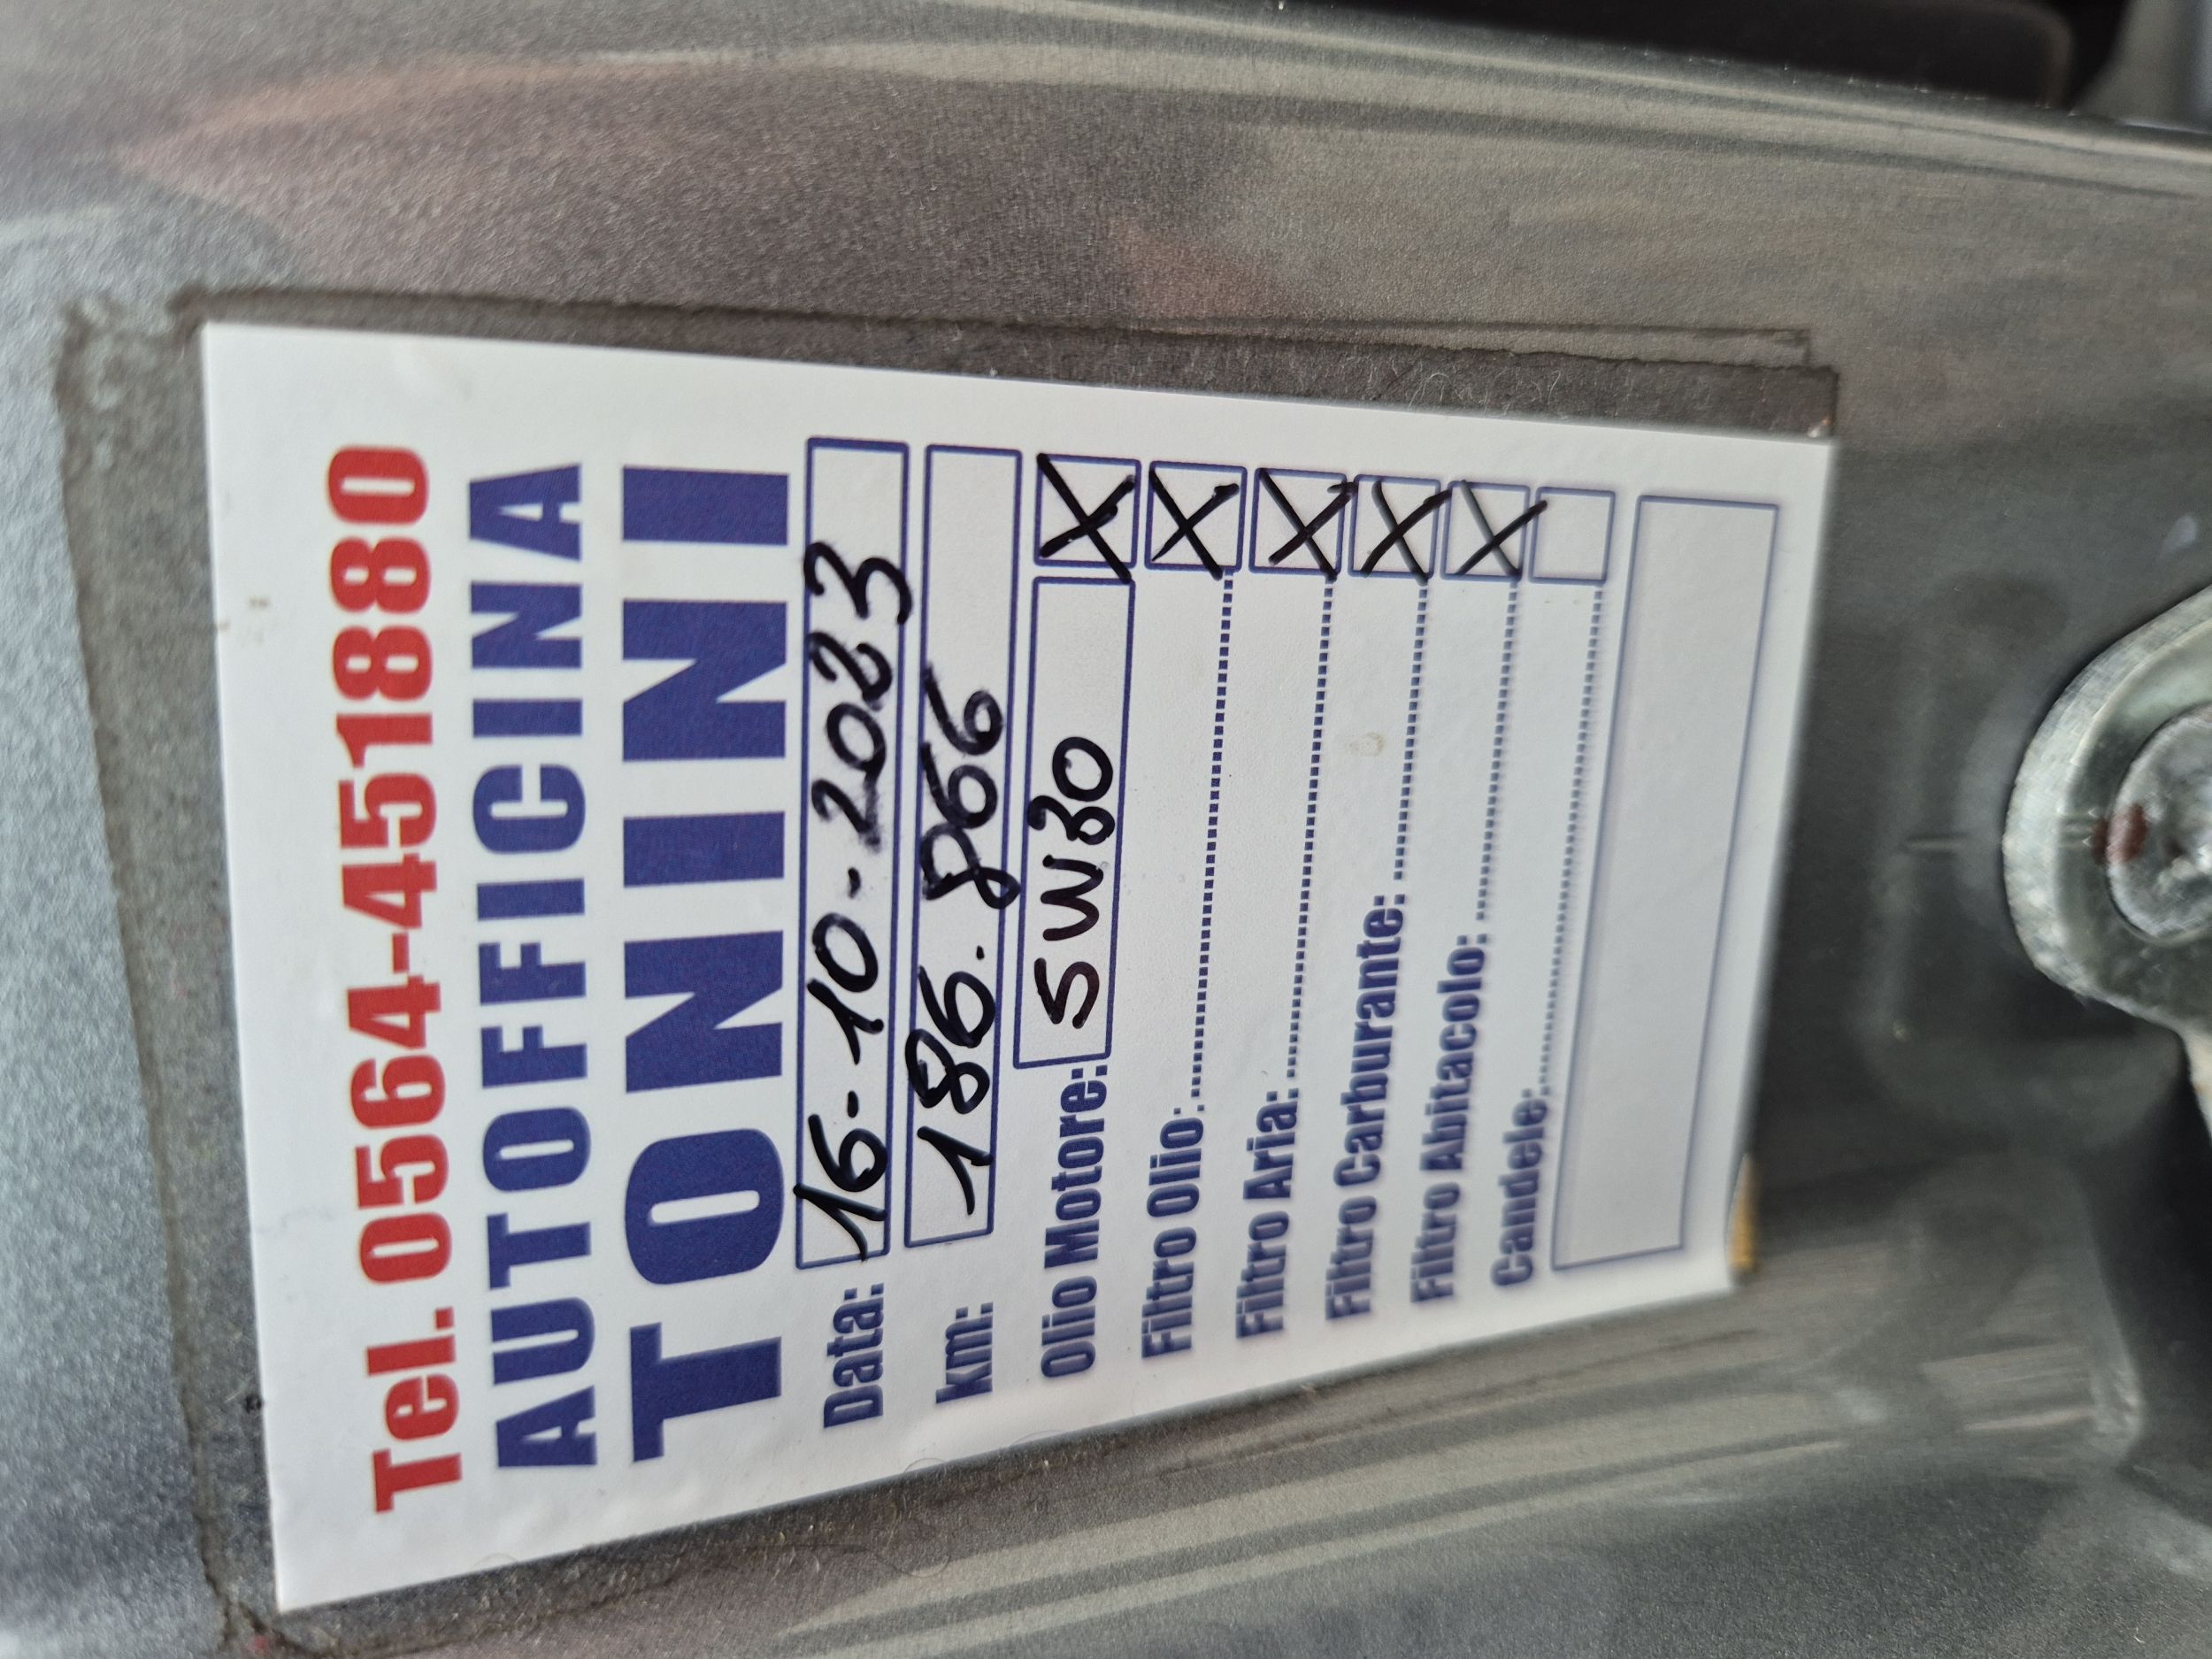 Tel. 0564-451880
AUTOFFICINA
TONINI
Data: 16-10-2023
km: 186.866
Olio Motore: 5W30 X
Filtro Olio: X
Filtro Aria: X
Filtro Carburante: X
Filtro Abitacolo: X
Candele: